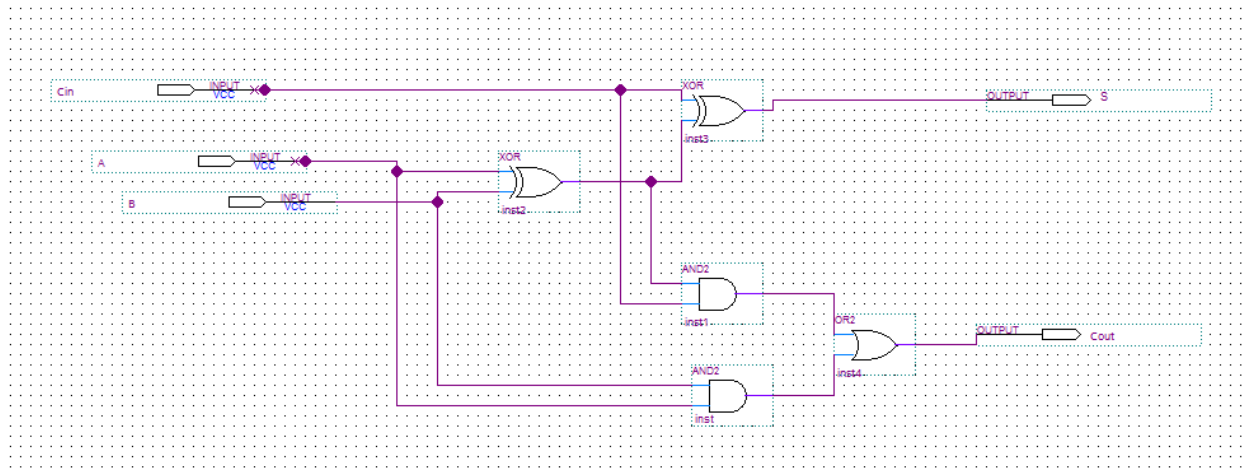 Cin
INPUT
VCC
XOR
inst3
OUTPUT
S
A
INPUT
VCC
XOR
inst2
B
INPUT
VCC
AND2
inst1
OR2
inst4
OUTPUT
Cout
AND2
inst